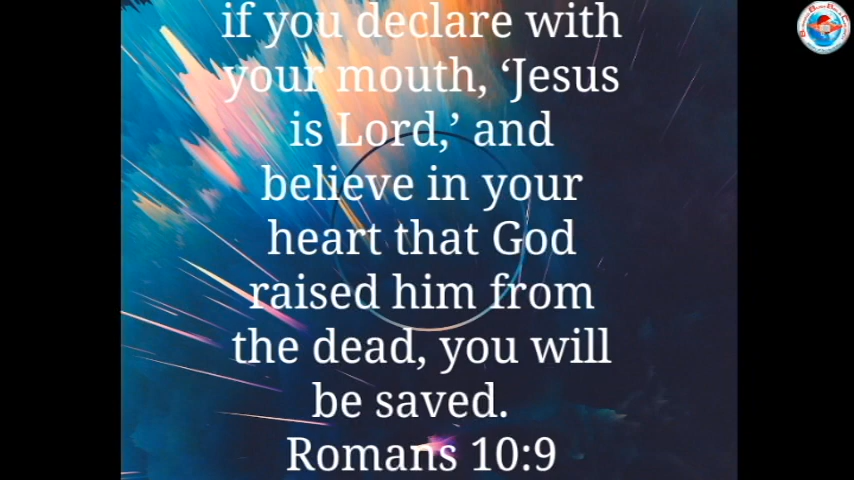 if you declare with
your mouth, ‘Jesus
is Lord,’ and
believe in your
heart that God
raised him from
the dead, you will
be saved.
Romans 10:9